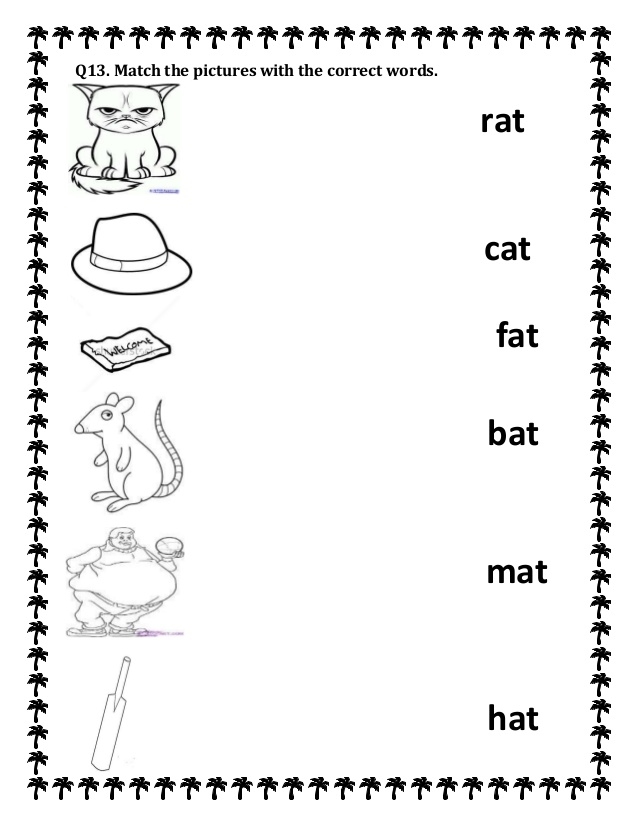 Q13. Match the pictures with the correct words.
rat
cat
WELCOME
fat
bat
mat
hat